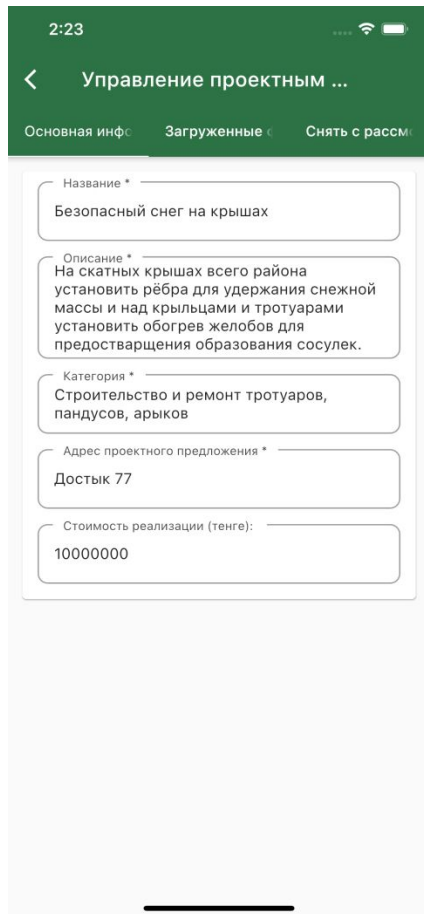 2:23
Управление проектным ...
Основная инфо
Загруженные
Снять с рассм
Название *
Безопасный снег на крышах
Описание *
На скатных крышах всего района
установить рёбра для удержания снежной
массы и над крыльцами и тротуарами
установить обогрев желобов для
предостварщения образования сосулек.
Категория *
Строительство и ремонт тротуаров,
пандусов, арыков
Адрес проектного предложения *
Достык 77
Стоимость реализации (тенге):
10000000